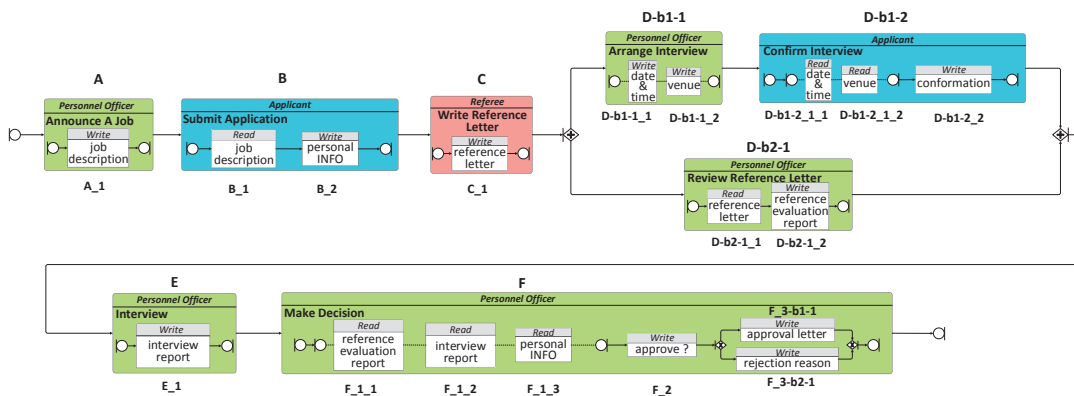 D-b1-1
D-b1-2
Personnel Officer
Arrange Interview
Write
date
&
time
Write
venue
D-b1-1_1
D-b1-1_2
Applicant
Confirm Interview
Read
date
&
time
Read
venue
Write
conformation
D-b1-2_1_1
D-b1-2_1_2
D-b1-2_2
A
Personnel Officer
Announce A Job
Write
job
description
A_1
B
Applicant
Submit Application
Read
job
description
Write
personal
INFO
B_1
B_2
C
Referee
Write Reference
Letter
Write
reference
letter
C_1
D-b2-1
Personnel Officer
Review Reference Letter
Read
reference
letter
Write
reference
evaluation
report
D-b2-1_1
D-b2-1_2
E
Personnel Officer
Interview
Write
interview
report
E_1
F
Personnel Officer
Make Decision
Read
reference
evaluation
report
Read
interview
report
Read
personal
INFO
Write
approve ?
F_3-b1-1
Write
approval letter
Write
rejection reason
F_3-b2-1
F_1_1
F_1_2
F_1_3
F_2